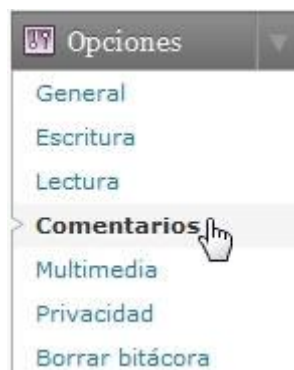 Opciones
General
Escritura
Lectura
Comentarios
Multimedia
Privacidad
Borrar bitácora